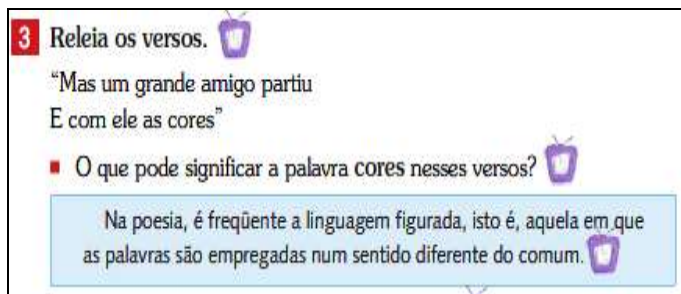 3 Releia os versos.
“Mas um grande amigo partiu
E com ele as cores”
▪ O que pode significar a palavra cores nesses versos?
Na poesia, é freqüente a linguagem figurada, isto é, aquela em que
as palavras são empregadas num sentido diferente do comum.